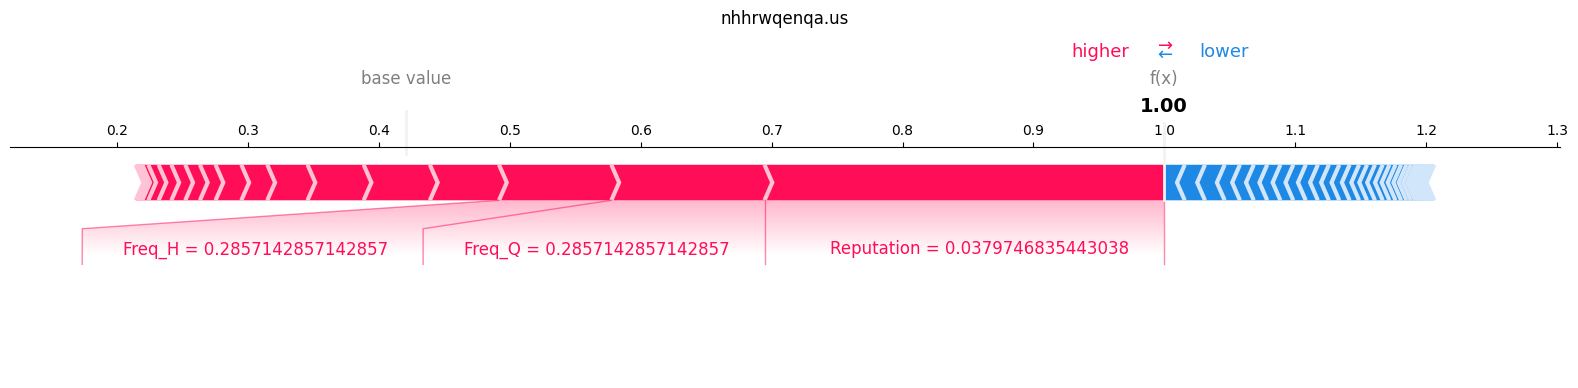 nhhrwqenqa.us
higher → ← lower
base value f(x)
1.00
0.2 0.3 0.4 0.5 0.6 0.7 0.8 0.9 1.0 1.1 1.2 1.3
Freq_H = 0.2857142857142857 Freq_Q = 0.2857142857142857 Reputation = 0.0379746835443038